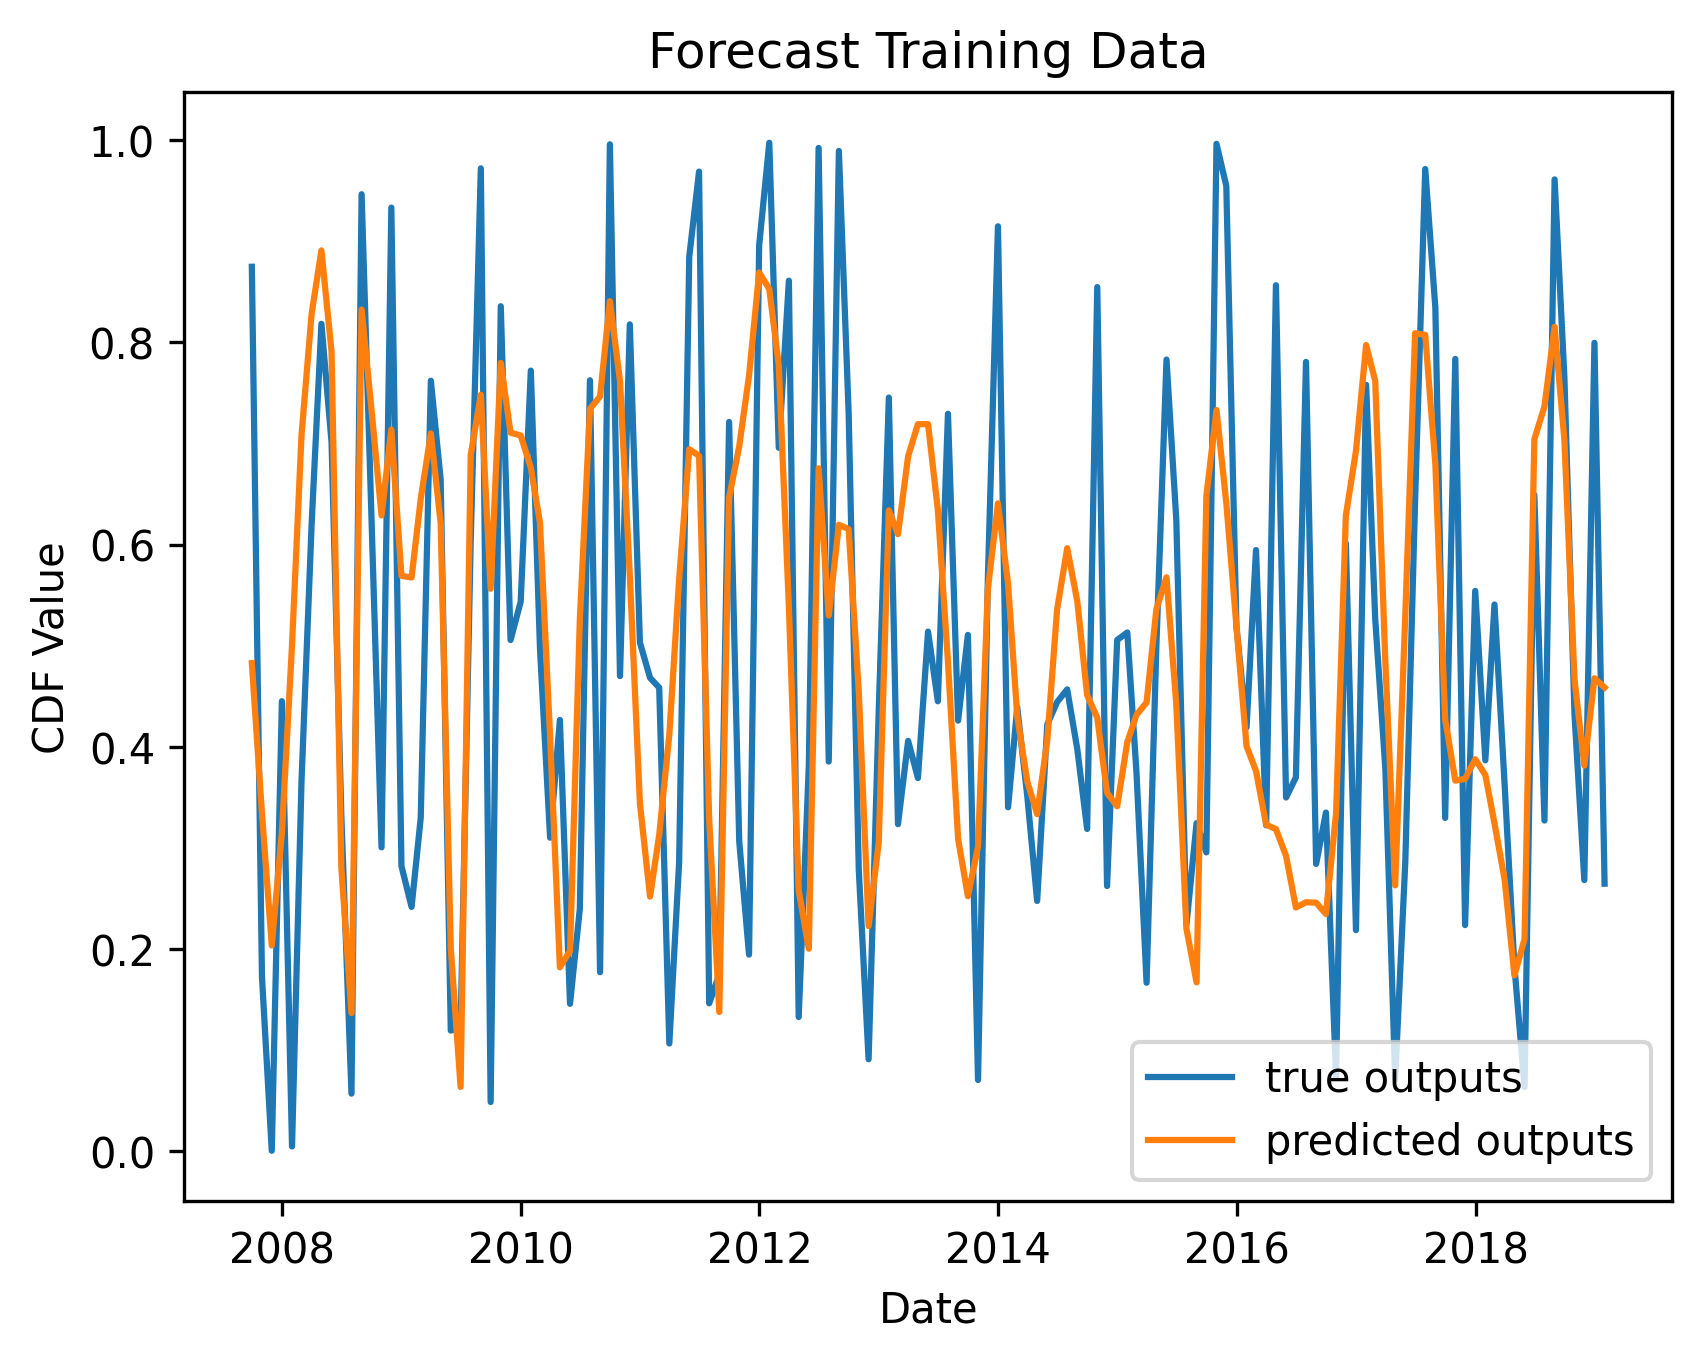 Forecast Training Data
1.0
0.8
0.6
0.4
0.2
0.0
CDF Value
true outputs
predicted outputs
2008 2010 2012 2014 2016 2018
Date